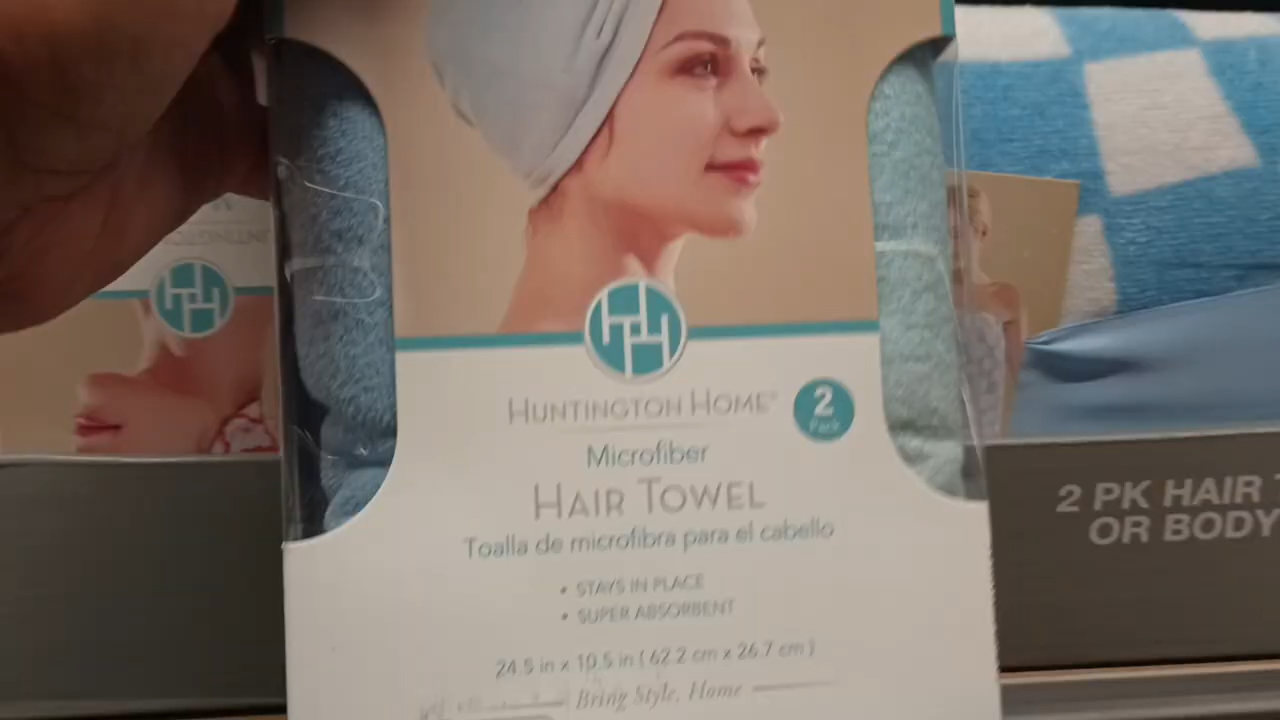 HUNTINGTON HOME
2
Pack
Microfiber
HAIR TOWEL
Toalla de microfibra para el cabello
• STAYS IN PLACE
• SUPER ABSORBENT
24.5 in x 10.5 in ( 62.2 cm x 26.7 cm )
Bring Style, Home
2 PK HAIR
OR BODY